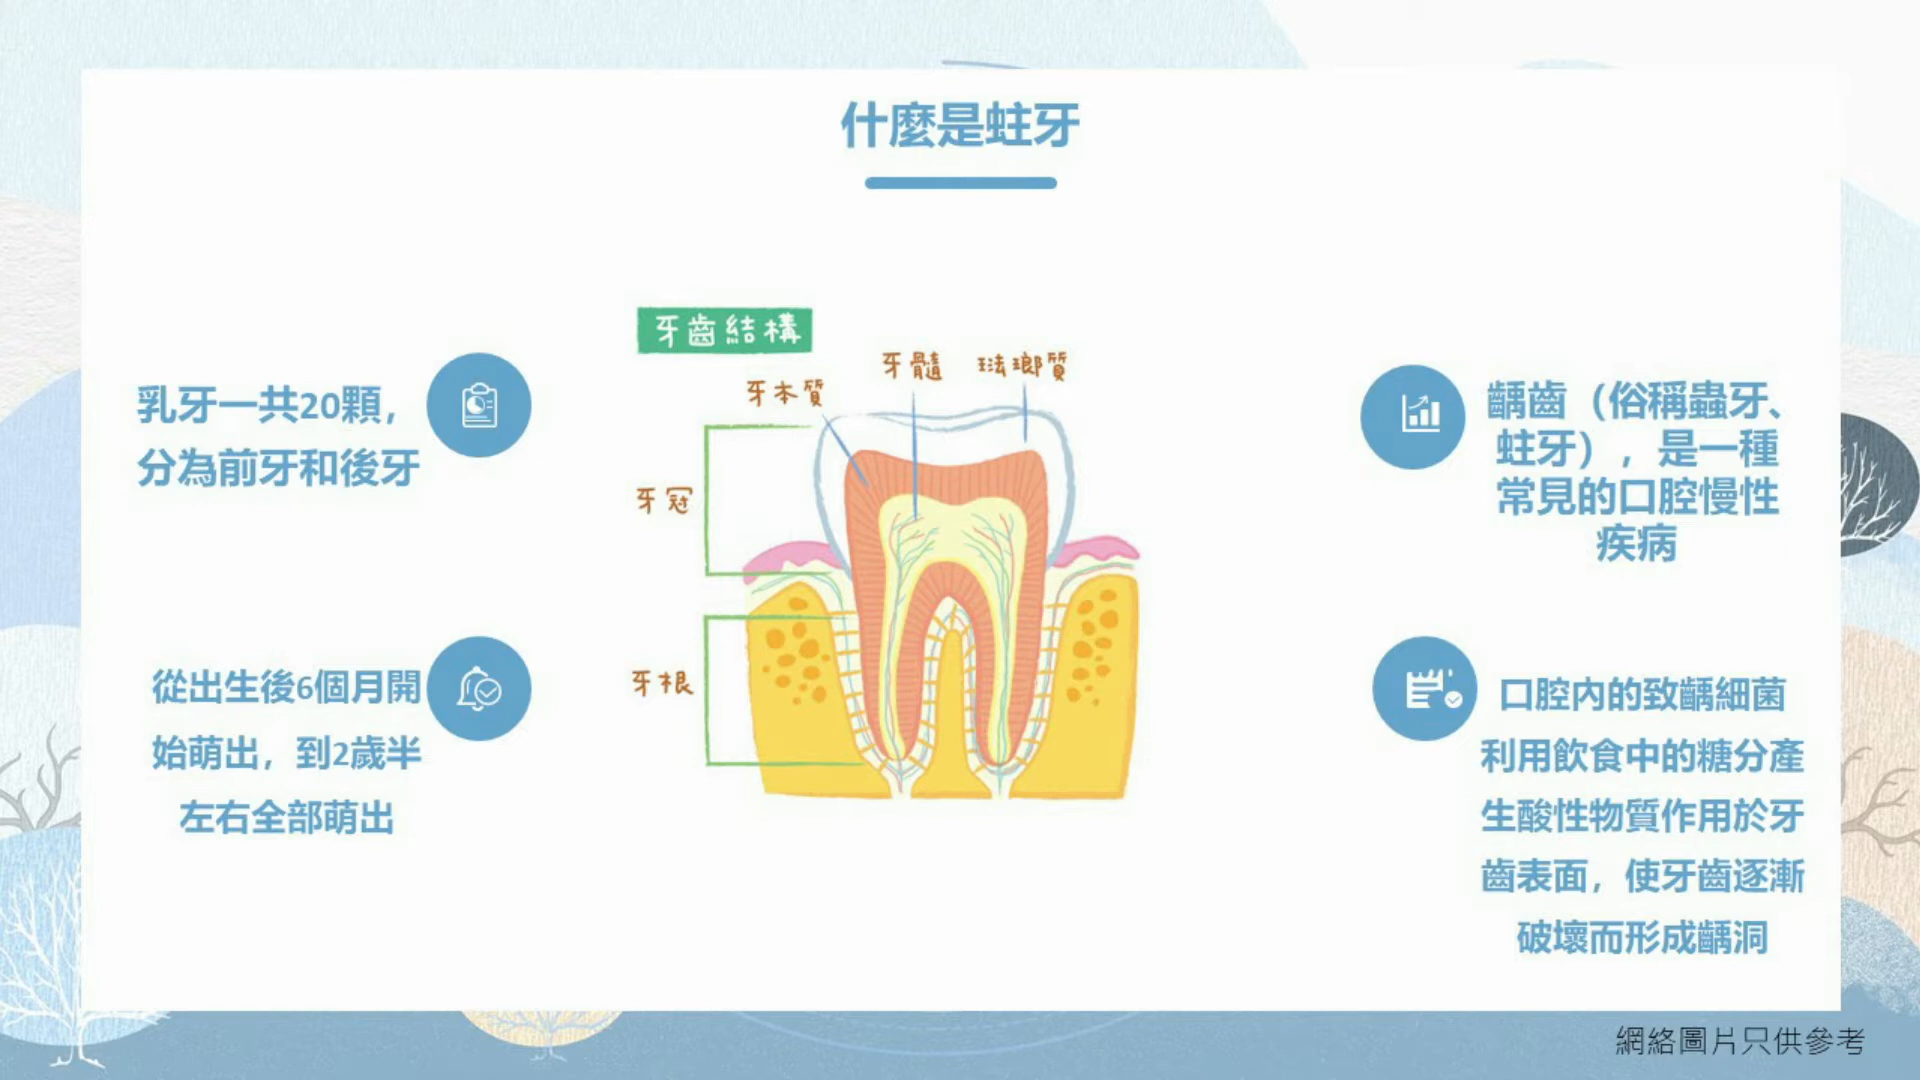 什麼是蛀牙
乳牙一共20顆，
分為前牙和後牙
從出生後6個月開
始萌出，到2歲半
左右全部萌出
牙齒結構
牙本質
牙髓
琺瑯質
牙冠
牙根
齲齒（俗稱蟲牙、
蛀牙），是一種
常見的口腔慢性
疾病
口腔內的致齲細菌
利用飲食中的糖分產
生酸性物質作用於牙
齒表面，使牙齒逐漸
破壞而形成齲洞
網絡圖片只供參考